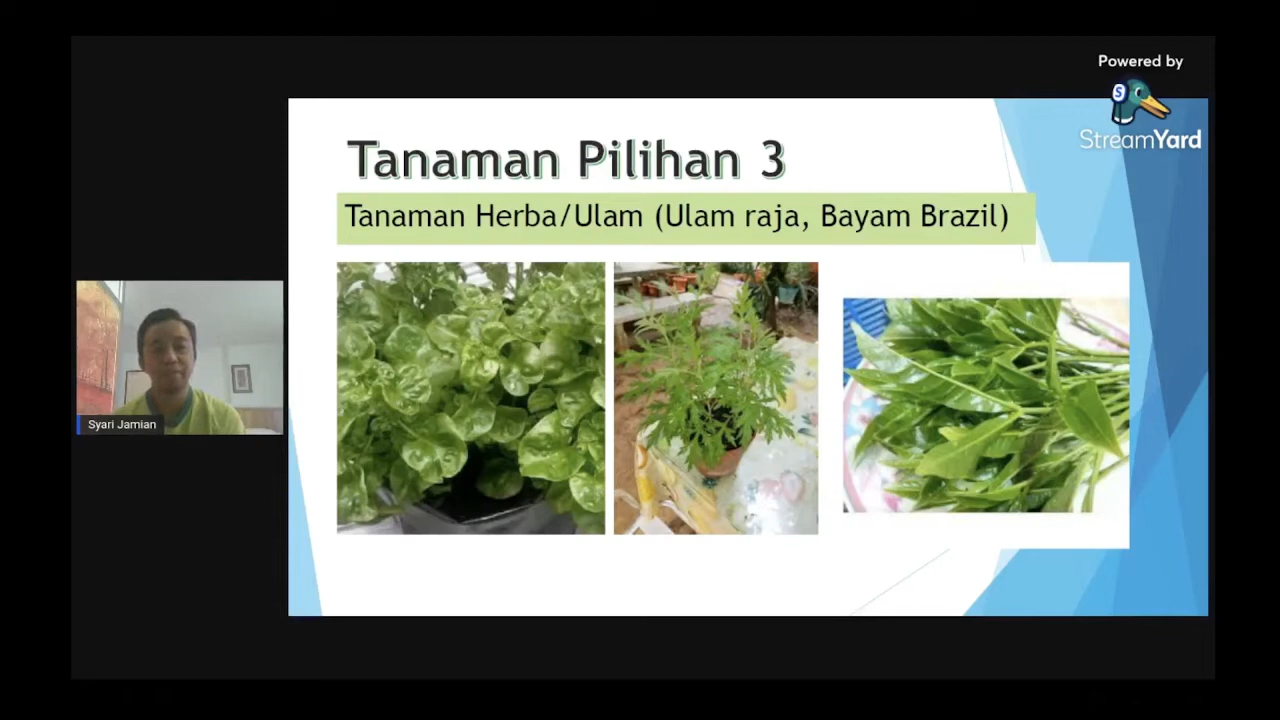 Powered by
S
StreamYard
Tanaman Pilihan 3
Tanaman Herba/Ulam (Ulam raja, Bayam Brazil)
Syari Jamian